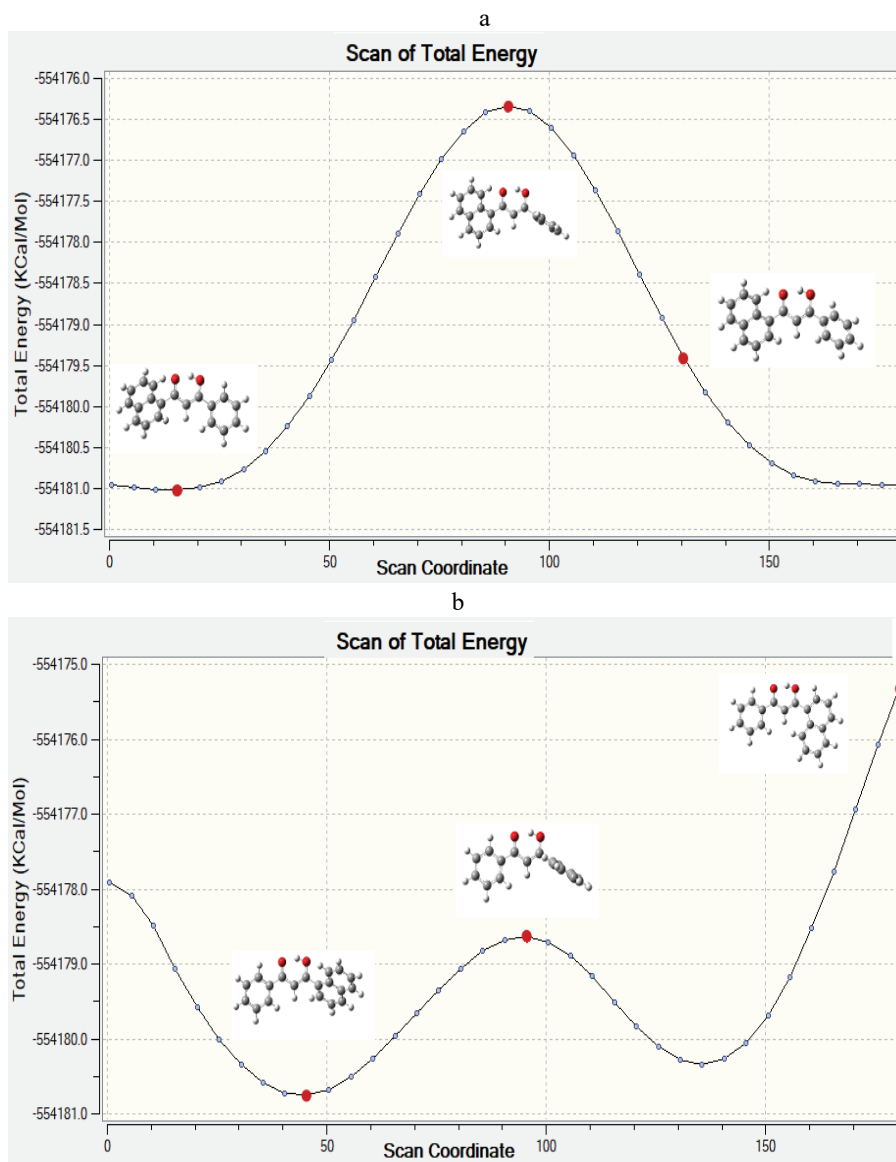 a
Scan of Total Energy
Total Energy (KCal/Mol)
-554176.0
-554176.5
-554177.0
-554177.5
-554178.0
-554178.5
-554179.0
-554179.5
-554180.0
-554180.5
-554181.0
-554181.5
0 50 100 150
Scan Coordinate
b
Scan of Total Energy
Total Energy (KCal/Mol)
-554175.0
-554176.0
-554177.0
-554178.0
-554179.0
-554180.0
-554181.0
0 50 100 150
Scan Coordinate